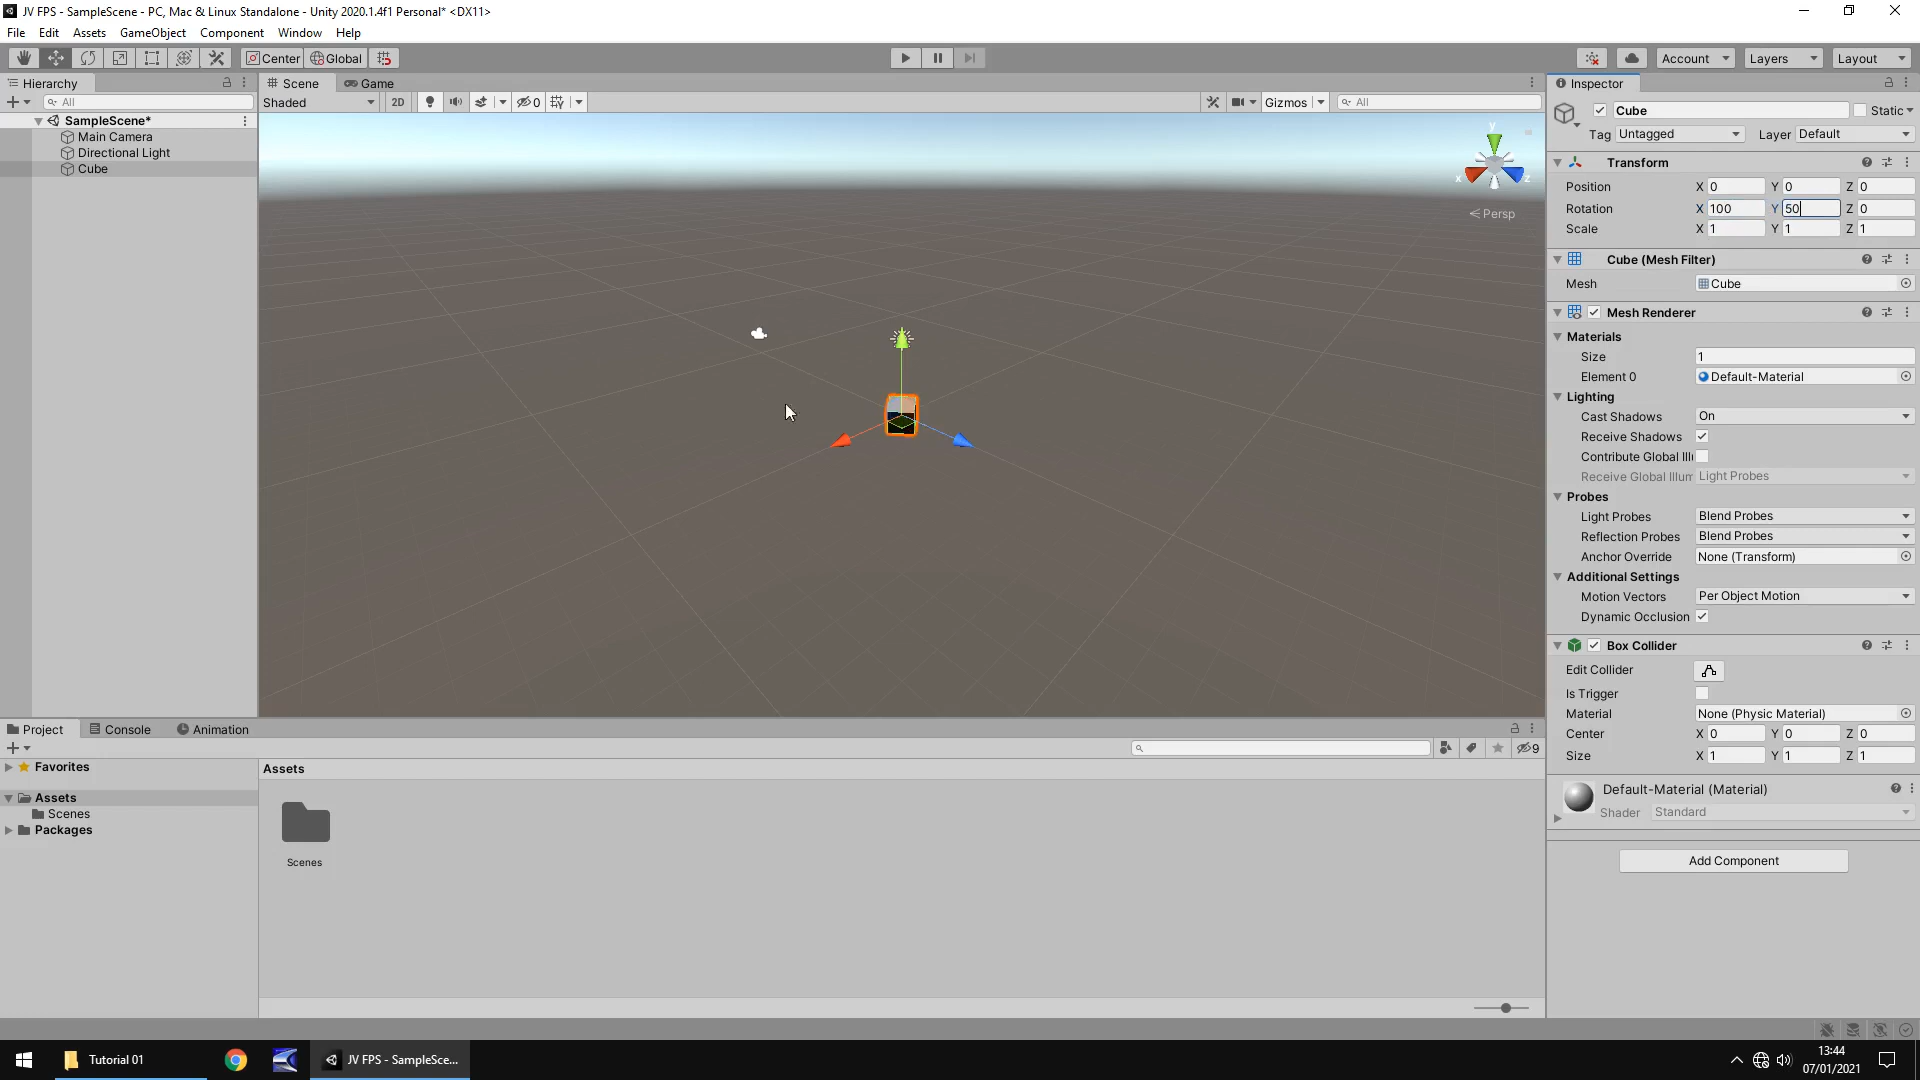 JV FPS - SampleScene - PC, Mac & Linux Standalone - Unity 2020.1.4f1 Personal* <DX11>
File Edit Assets GameObject Component Window Help
Center Global Account Layers Layout
Hierarchy
All
SampleScene*
Main Camera
Directional Light
Cube
Scene Game
Shaded 2D 0 Gizmos All
y
x z
Persp
Inspector
Cube Static
Tag Untagged Layer Default
Transform
Position X 0 Y 0 Z 0
Rotation X 100 Y 50 Z 0
Scale X 1 Y 1 Z 1
Cube (Mesh Filter)
Mesh Cube
Mesh Renderer
Materials
Size 1
Element 0 Default-Material
Lighting
Cast Shadows On
Receive Shadows
Contribute Global Illu
Receive Global Illum Light Probes
Probes
Light Probes Blend Probes
Reflection Probes Blend Probes
Anchor Override None (Transform)
Additional Settings
Motion Vectors Per Object Motion
Dynamic Occlusion
Box Collider
Edit Collider
Is Trigger
Material None (Physic Material)
Center X 0 Y 0 Z 0
Size X 1 Y 1 Z 1
Default-Material (Material)
Shader Standard
Add Component
Project Console Animation
9
Favorites
Assets
Scenes
Packages
Assets
Scenes
Tutorial 01
JV FPS - SampleSce...
13:44
07/01/2021